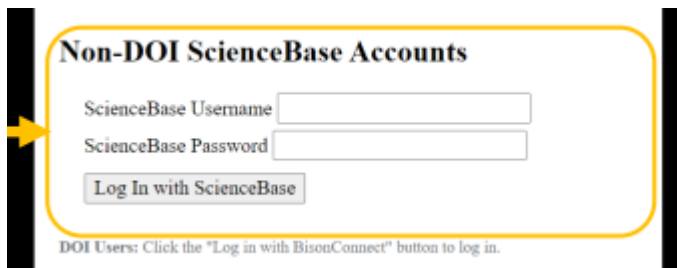 Non-DOI ScienceBase Accounts
ScienceBase Username
ScienceBase Password
Log In with ScienceBase
DOI Users: Click the "Log in with BisonConnect" button to log in.